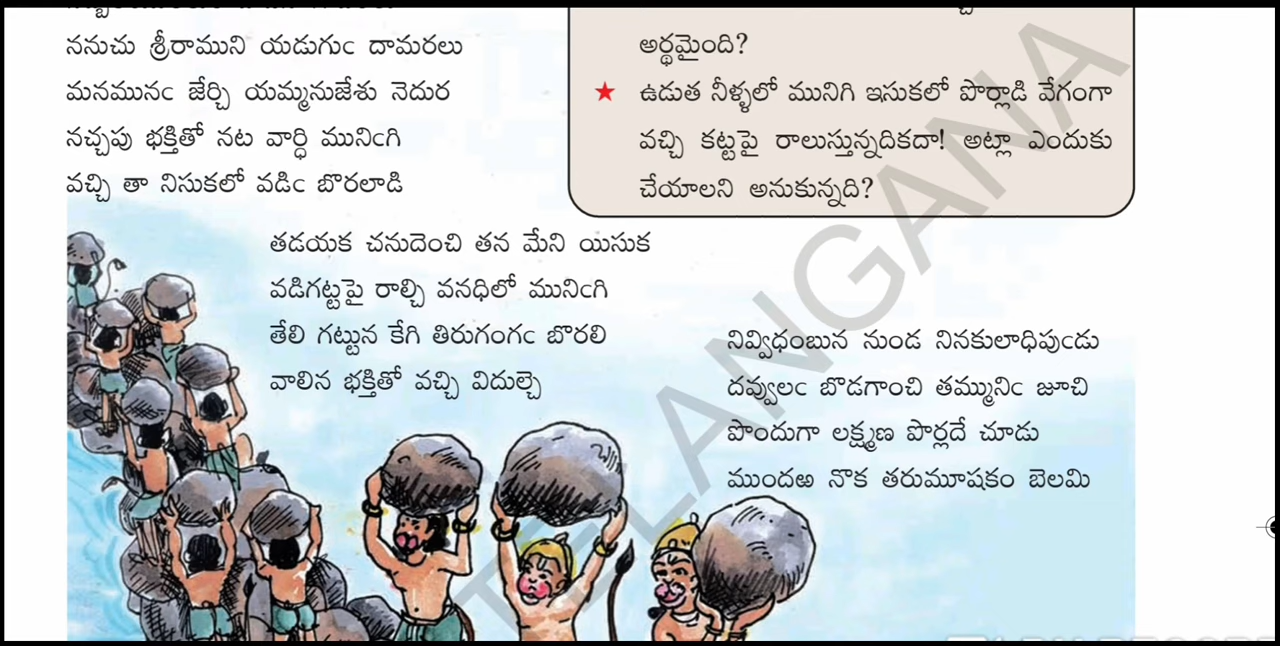 ననుచు శ్రీరాముని యడుగుఁ దామరలు
మనమునఁ జేర్చి యమ్మనుజేశు నెదుర
నచ్చపు భక్తితో నట వార్ధి మునిఁగి
వచ్చి తా నిసుకలో వడిఁ బొరలాడి
అర్థమైంది?
★ ఉడుత నీళ్ళలో మునిగి ఇసుకలో పొర్లాడి వేగంగా
వచ్చి కట్టపై రాలుస్తున్నదికదా! అట్లా ఎందుకు
చేయాలని అనుకున్నది?
తడయక చనుదెంచి తన మేని యిసుక
వడిగట్టపై రాల్చి వనధిలో మునిఁగి
తేలి గట్టున కేగి తిరుగంగఁ బొరలి
వాలిన భక్తితో వచ్చి విదుల్చె
నివ్విధంబున నుండ నినకులాధిపుఁడు
దవ్వులఁ బొడగాంచి తమ్మునిఁ జూచి
పొందుగా లక్ష్మణ పొర్లదే చూడు
ముందఱ నొక తరుమూషకం బెలమి
TELANGANA